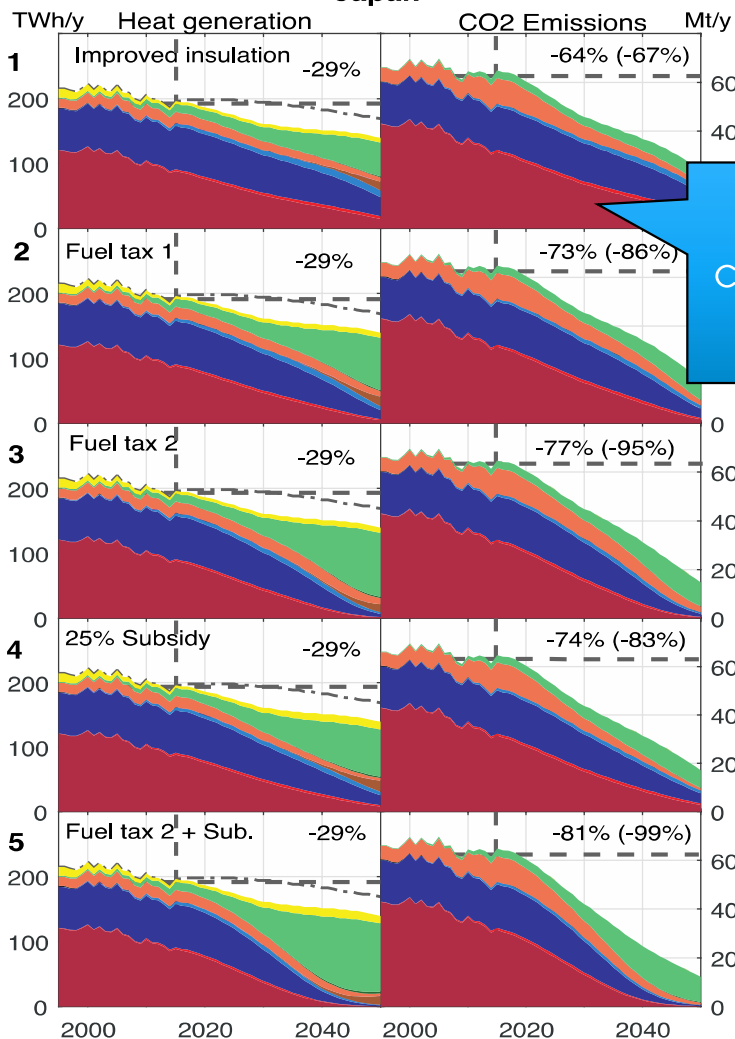 Japan
TWh/y Heat generation CO2 Emissions Mt/y
1 Improved insulation -29% -64% (-67%)
200 60
100 40
0
2 Fuel tax 1 -29% -73% (-86%)
200
100
0 0
3 Fuel tax 2 -29% -77% (-95%)
200 60
100 40
20
0 0
4 25% Subsidy -29% -74% (-83%)
200 60
100 40
20
0 0
5 Fuel tax 2 + Sub. -29% -81% (-99%)
200 60
100 40
20
0 0
2000 2020 2040 2000 2020 2040